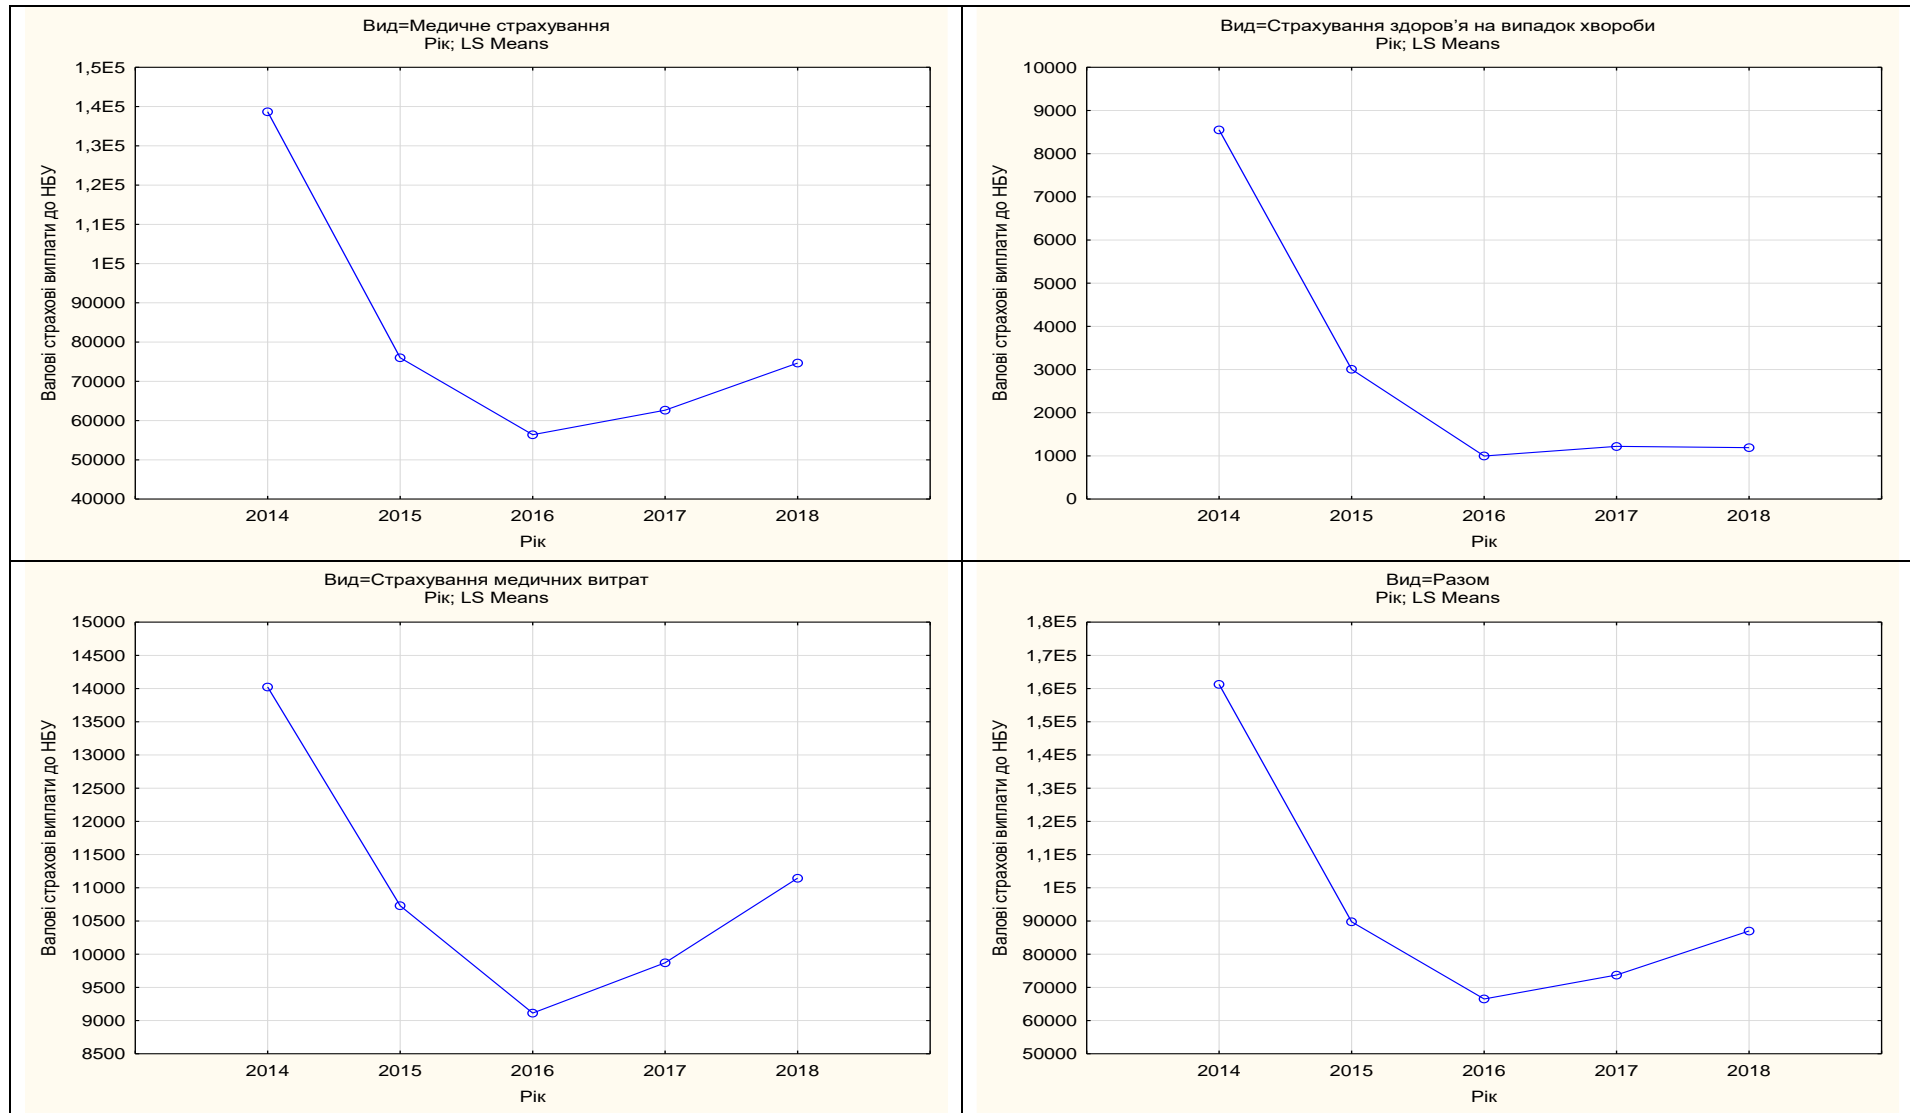 Вид=Медичне страхування
Рік; LS Means
Валові страхові виплати до НБУ
1,5E5
1,4E5
1,3E5
1,2E5
1,1E5
1E5
90000
80000
70000
60000
50000
40000
2014 2015 2016 2017 2018
Рік
Вид=Страхування здоров’я на випадок хвороби
Рік; LS Means
Валові страхові виплати до НБУ
10000
9000
8000
7000
6000
5000
4000
3000
2000
1000
0
2014 2015 2016 2017 2018
Рік
Вид=Страхування медичних витрат
Рік; LS Means
Валові страхові виплати до НБУ
15000
14500
14000
13500
13000
12500
12000
11500
11000
10500
10000
9500
9000
8500
2014 2015 2016 2017 2018
Рік
Вид=Разом
Рік; LS Means
Валові страхові виплати до НБУ
1,8E5
1,7E5
1,6E5
1,5E5
1,4E5
1,3E5
1,2E5
1,1E5
1E5
90000
80000
70000
60000
50000
2014 2015 2016 2017 2018
Рік